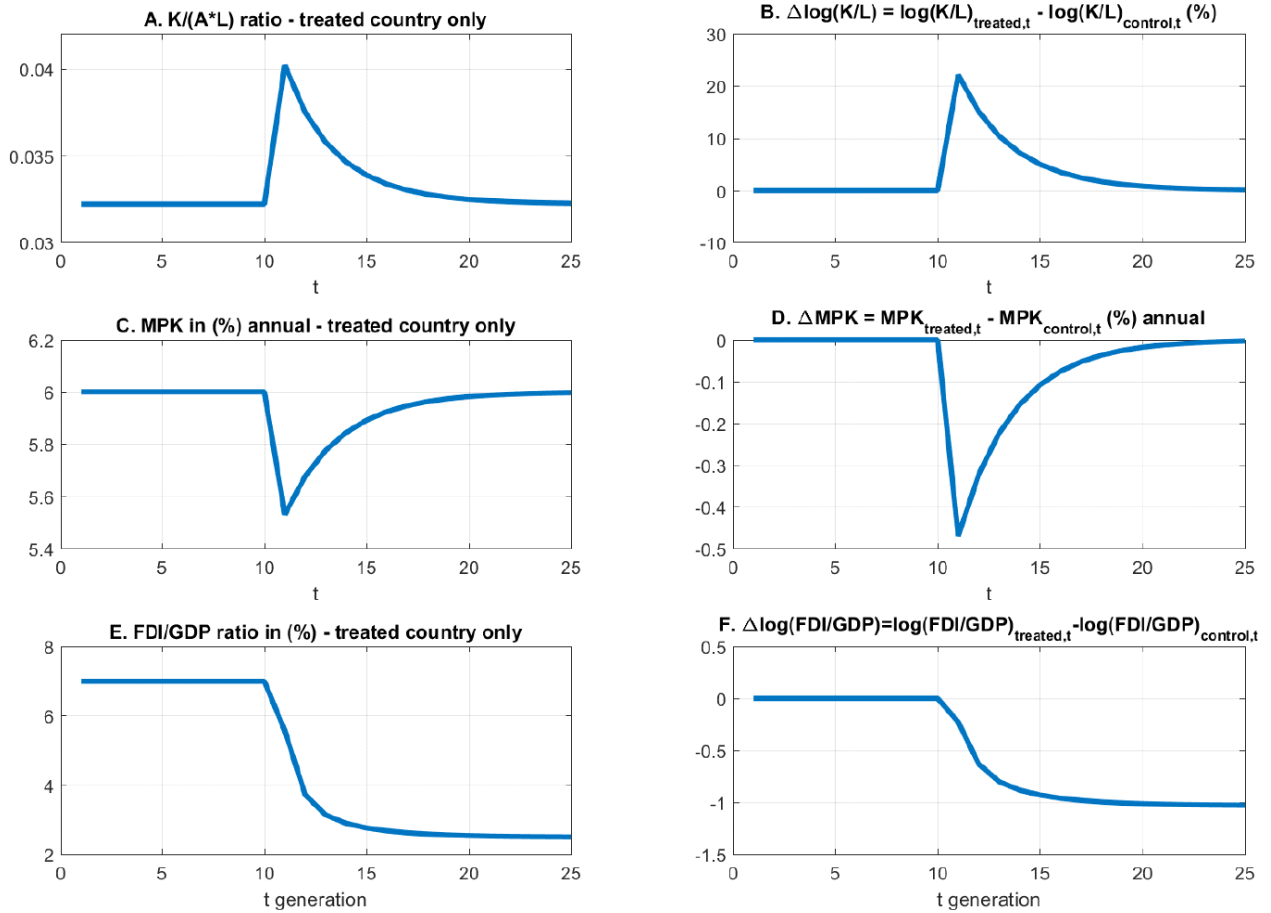 A. K/(A*L) ratio - treated country only
0.04
0.035
0.03
0 5 10 15 20 25
t
B. Δlog(K/L) = log(K/L)treated,t - log(K/L)control,t (%)
30
20
10
0
-10
0 5 10 15 20 25
t
C. MPK in (%) annual - treated country only
6.2
6
5.8
5.6
5.4
0 5 10 15 20 25
t
D. ΔMPK = MPKtreated,t - MPKcontrol,t (%) annual
0
-0.1
-0.2
-0.3
-0.4
-0.5
0 5 10 15 20 25
t
E. FDI/GDP ratio in (%) - treated country only
8
6
4
2
0 5 10 15 20 25
t generation
F. Δlog(FDI/GDP)=log(FDI/GDP)treated,t-log(FDI/GDP)control,t
0.5
0
-0.5
-1
-1.5
0 5 10 15 20 25
t generation